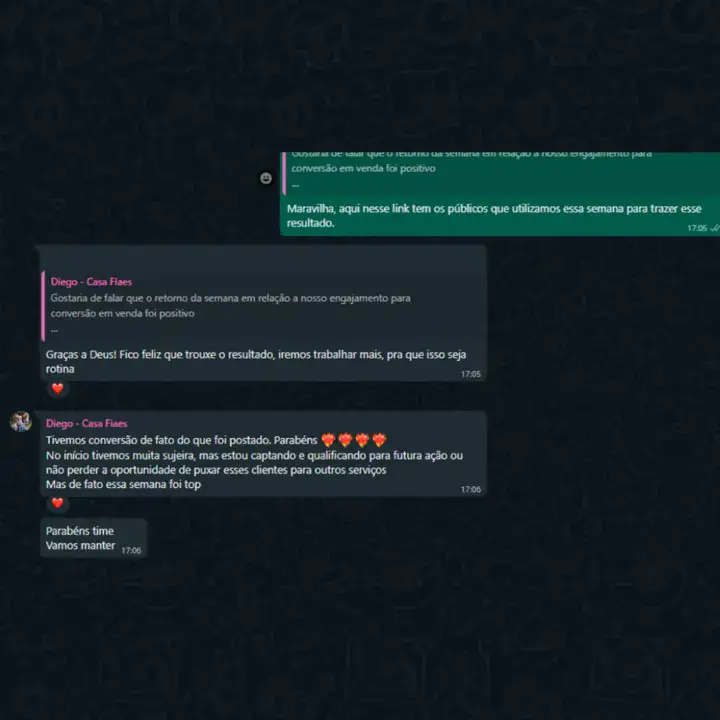 Gostaria de falar que o retorno da semana em relação a nosso engajamento para
conversão em venda foi positivo
...
Maravilha, aqui nesse link tem os públicos que utilizamos essa semana para trazer esse
resultado.
17:05
Diego - Casa Fiaes
Gostaria de falar que o retorno da semana em relação a nosso engajamento para
conversão em venda foi positivo
...
Graças a Deus! Fico feliz que trouxe o resultado, iremos trabalhar mais, pra que isso seja
rotina
17:05
Diego - Casa Fiaes
Tivemos conversão de fato do que foi postado. Parabéns ❤️‍🔥❤️‍🔥❤️‍🔥❤️‍🔥
No início tivemos muita sujeira, mas estou captando e qualificando para futura ação ou
não perder a oportunidade de puxar esses clientes para outros serviços
Mas de fato essa semana foi top
17:06
Parabéns time
Vamos manter
17:06